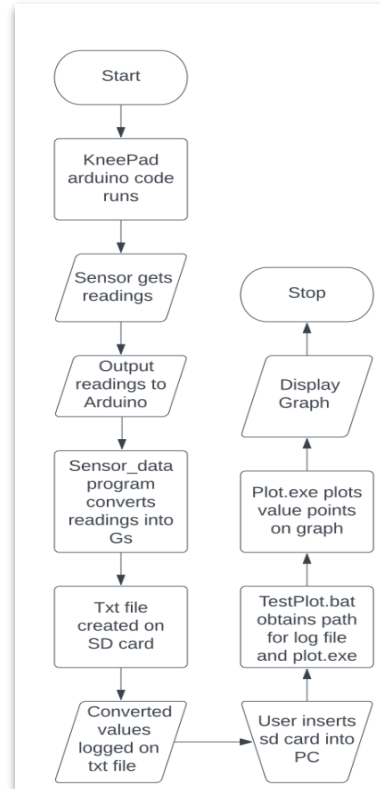 Start
KneePad
arduino code
runs
Sensor gets
readings
Output
readings to
Arduino
Sensor_data
program
converts
readings into
Gs
Txt file
created on
SD card
Converted
values
logged on
txt file
User inserts
sd card into
PC
TestPlot.bat
obtains path
for log file
and plot.exe
Plot.exe plots
value points
on graph
Display
Graph
Stop